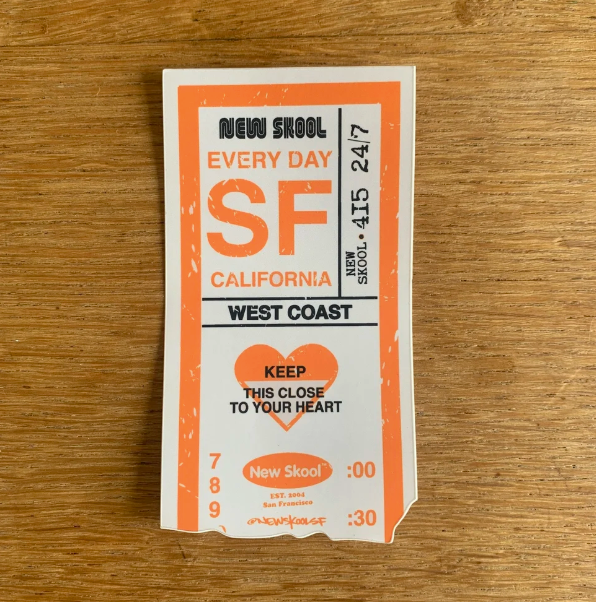 NEW SKOOL
EVERY DAY
SF
CALIFORNIA
NEW
SKOOL • 415 24/7
WEST COAST
KEEP
THIS CLOSE
TO YOUR HEART
7
8
9
New Skool™
EST. 2004
San Francisco
@NEWSKOOLSF
:00
:30